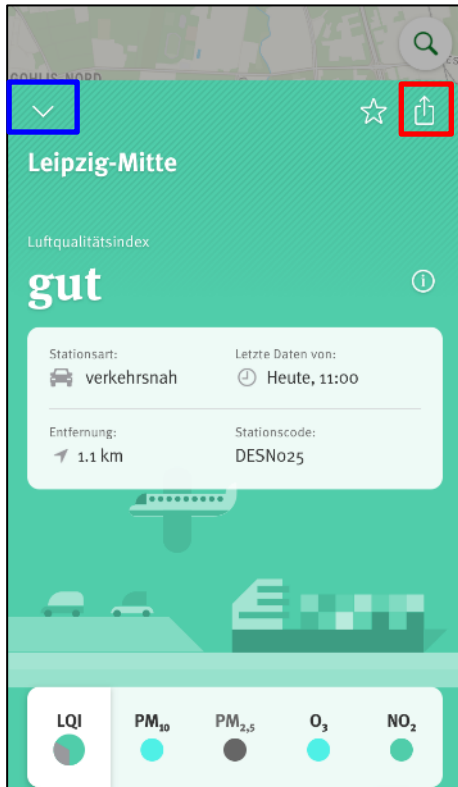 GOHLIS-NORD
Leipzig-Mitte
Luftqualitätsindex
gut
Stationsart:
verkehrsnah
Letzte Daten von:
Heute, 11:00
Entfernung:
1.1 km
Stationscode:
DESN025
LQI PM₁₀ PM₂,₅ O₃ NO₂